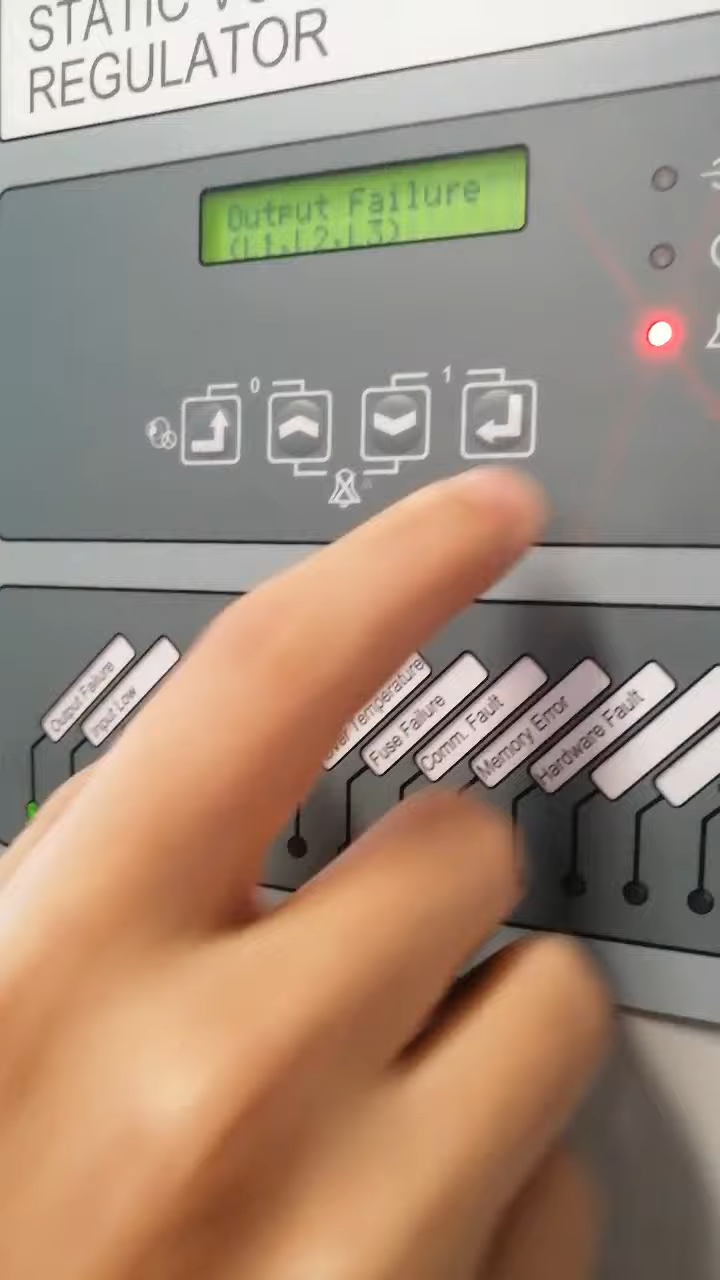 STATIC
REGULATOR
Output Failure
(L1,L2,L3)
0
1
Output Failure
Input Low
Over Temperature
Fuse Failure
Comm. Fault
Memory Error
Hardware Fault